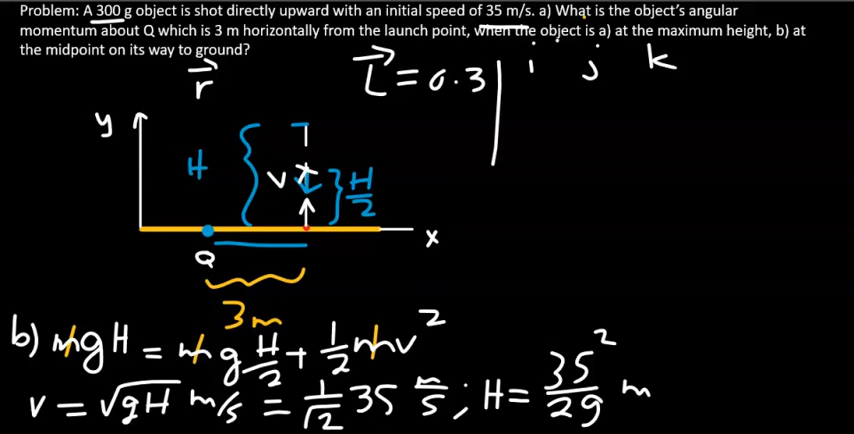 Problem: A 300 g object is shot directly upward with an initial speed of 35 m/s. a) What is the object's angular
momentum about Q which is 3 m horizontally from the launch point, when the object is a) at the maximum height, b) at
the midpoint on its way to ground?
r⃗
L⃗ = 0.3 | i j k
y
H { v } H/2
x
Q
3 m
b) mgH = mg H/2 + 1/2 mv²
v = √gH m/s = 1/√2 35 m/s ; H = 35²/2g m